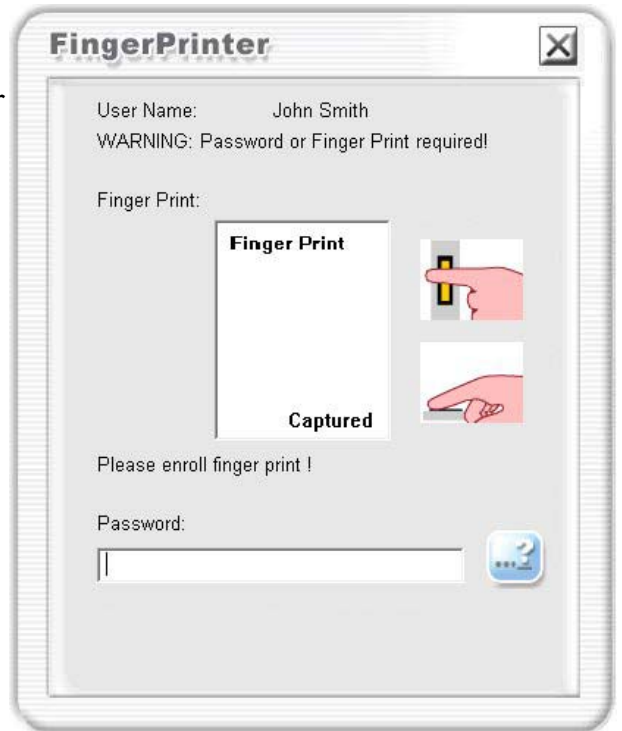 FingerPrinter
User Name: John Smith
WARNING: Password or Finger Print required!
Finger Print:
Finger Print
Captured
Please enroll finger print !
Password:
...?